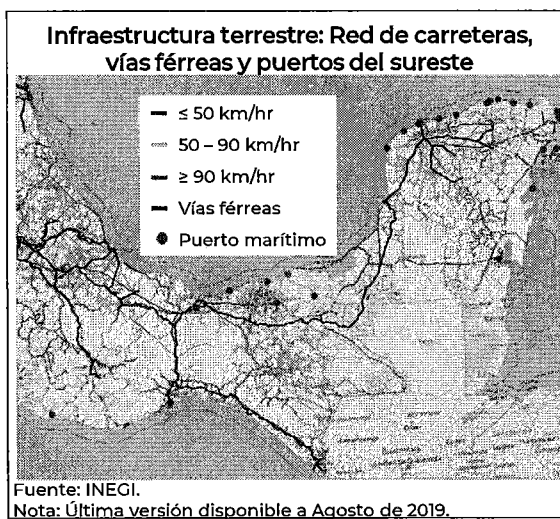 Infraestructura terrestre: Red de carreteras,
vías férreas y puertos del sureste
≤ 50 km/hr
50 – 90 km/hr
≥ 90 km/hr
Vías férreas
Puerto marítimo
Fuente: INEGI.
Nota: Última versión disponible a Agosto de 2019.